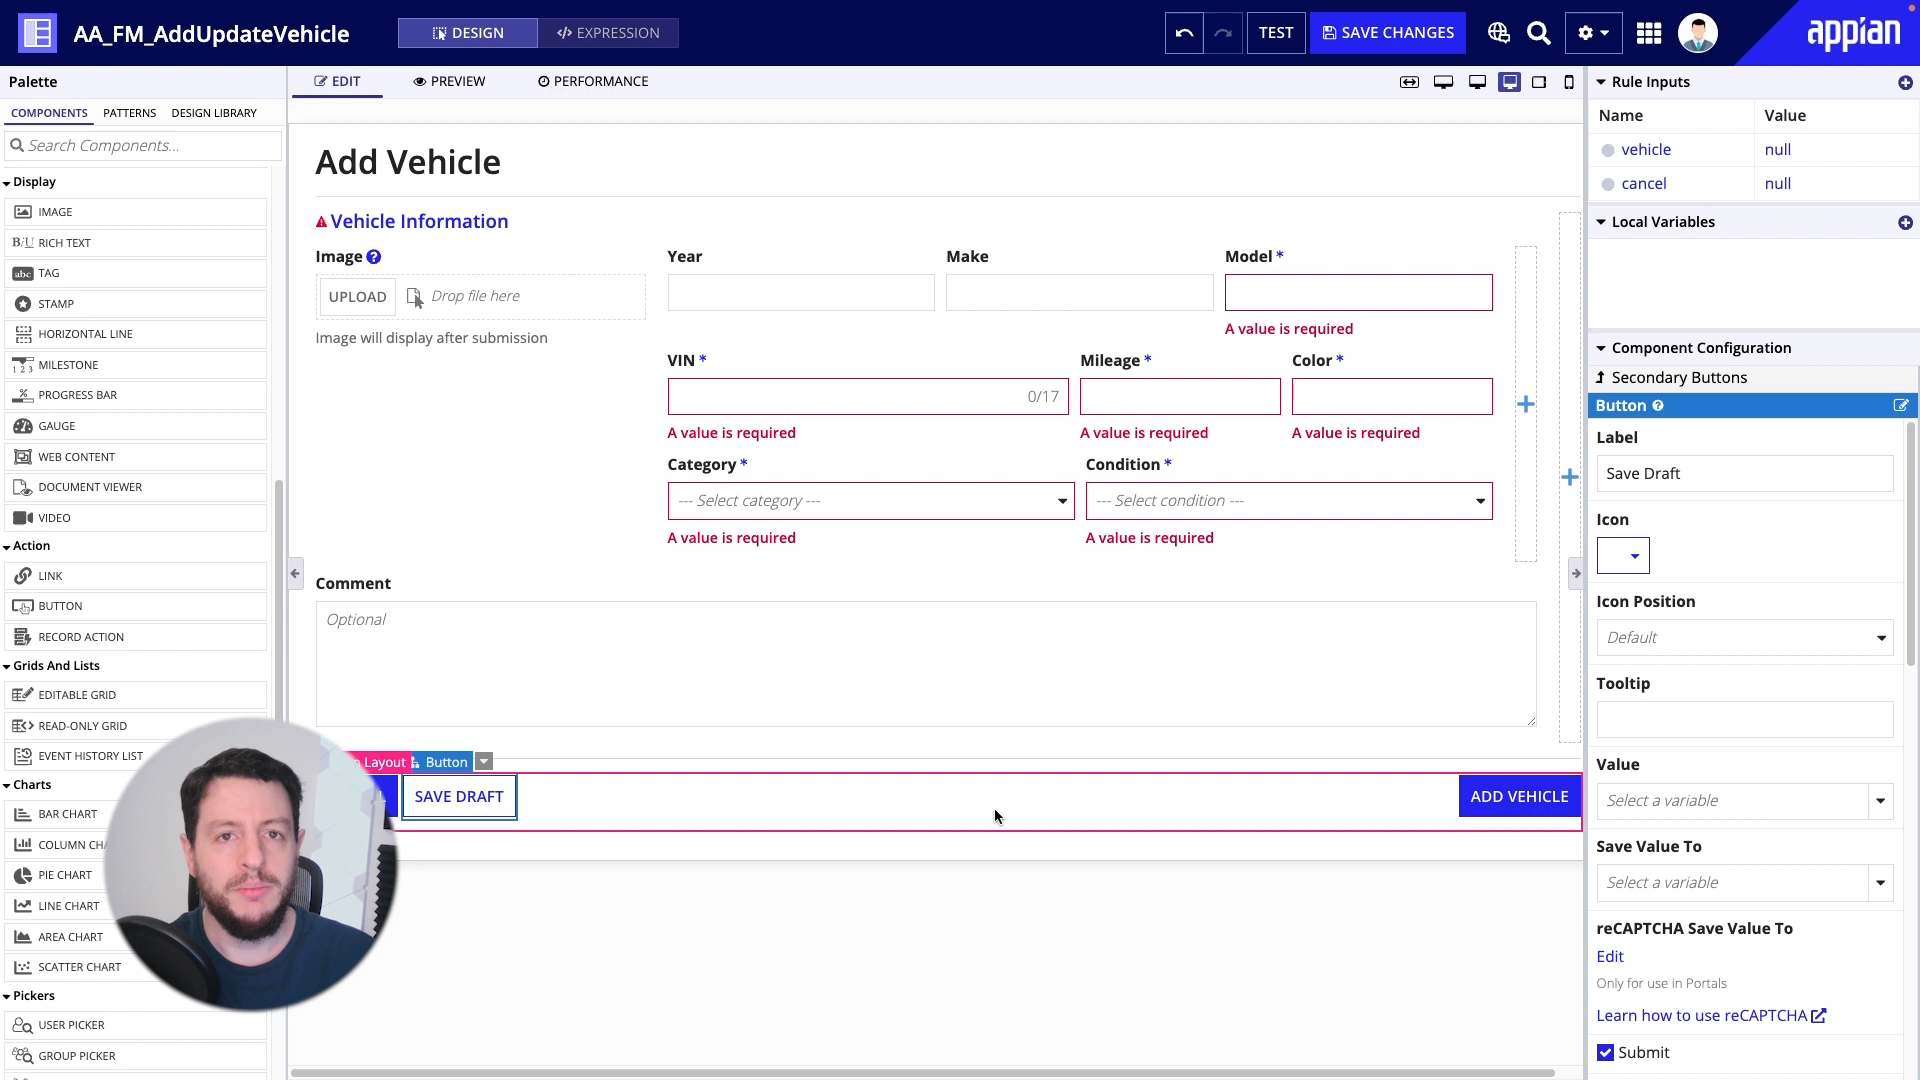 AA_FM_AddUpdateVehicle
DESIGN
</> EXPRESSION
TEST
SAVE CHANGES
appian
Palette
COMPONENTS
PATTERNS
DESIGN LIBRARY
Search Components...
Display
IMAGE
RICH TEXT
TAG
STAMP
HORIZONTAL LINE
MILESTONE
PROGRESS BAR
GAUGE
WEB CONTENT
DOCUMENT VIEWER
VIDEO
Action
LINK
BUTTON
RECORD ACTION
Grids And Lists
EDITABLE GRID
READ-ONLY GRID
EVENT HISTORY LIST
Charts
BAR CHART
COLUMN CHA
PIE CHART
LINE CHART
AREA CHART
SCATTER CHART
Pickers
USER PICKER
GROUP PICKER
EDIT
PREVIEW
PERFORMANCE
Add Vehicle
Vehicle Information
Image
UPLOAD
Drop file here
Image will display after submission
Year
Make
Model *
A value is required
VIN *
0/17
A value is required
Mileage *
A value is required
Color *
A value is required
Category *
--- Select category ---
A value is required
Condition *
--- Select condition ---
A value is required
Comment
Optional
Layout
Button
SAVE DRAFT
ADD VEHICLE
Rule Inputs
Name
Value
vehicle
null
cancel
null
Local Variables
Component Configuration
Secondary Buttons
Button
Label
Save Draft
Icon
Icon Position
Default
Tooltip
Value
Select a variable
Save Value To
Select a variable
reCAPTCHA Save Value To
Edit
Only for use in Portals
Learn how to use reCAPTCHA
Submit